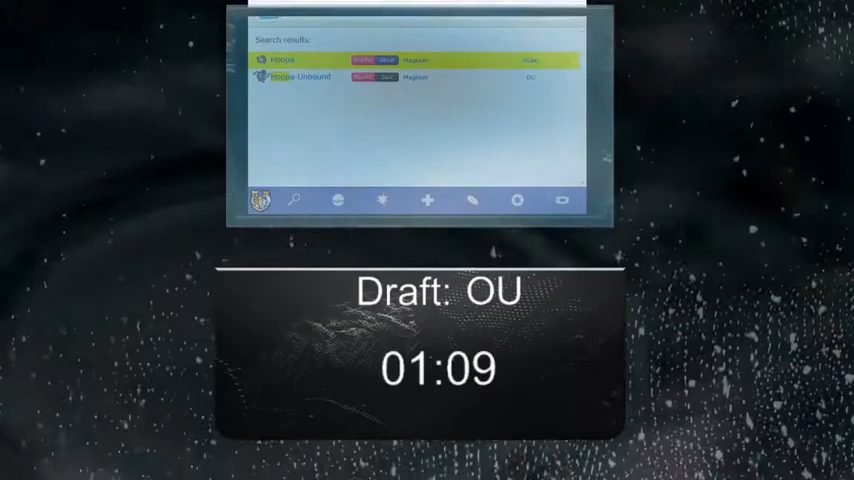 Search results:
Hoopa Psychic Ghost Magician
Hoopa-Unbound Psychic Dark Magician OU
Draft: OU
01:09